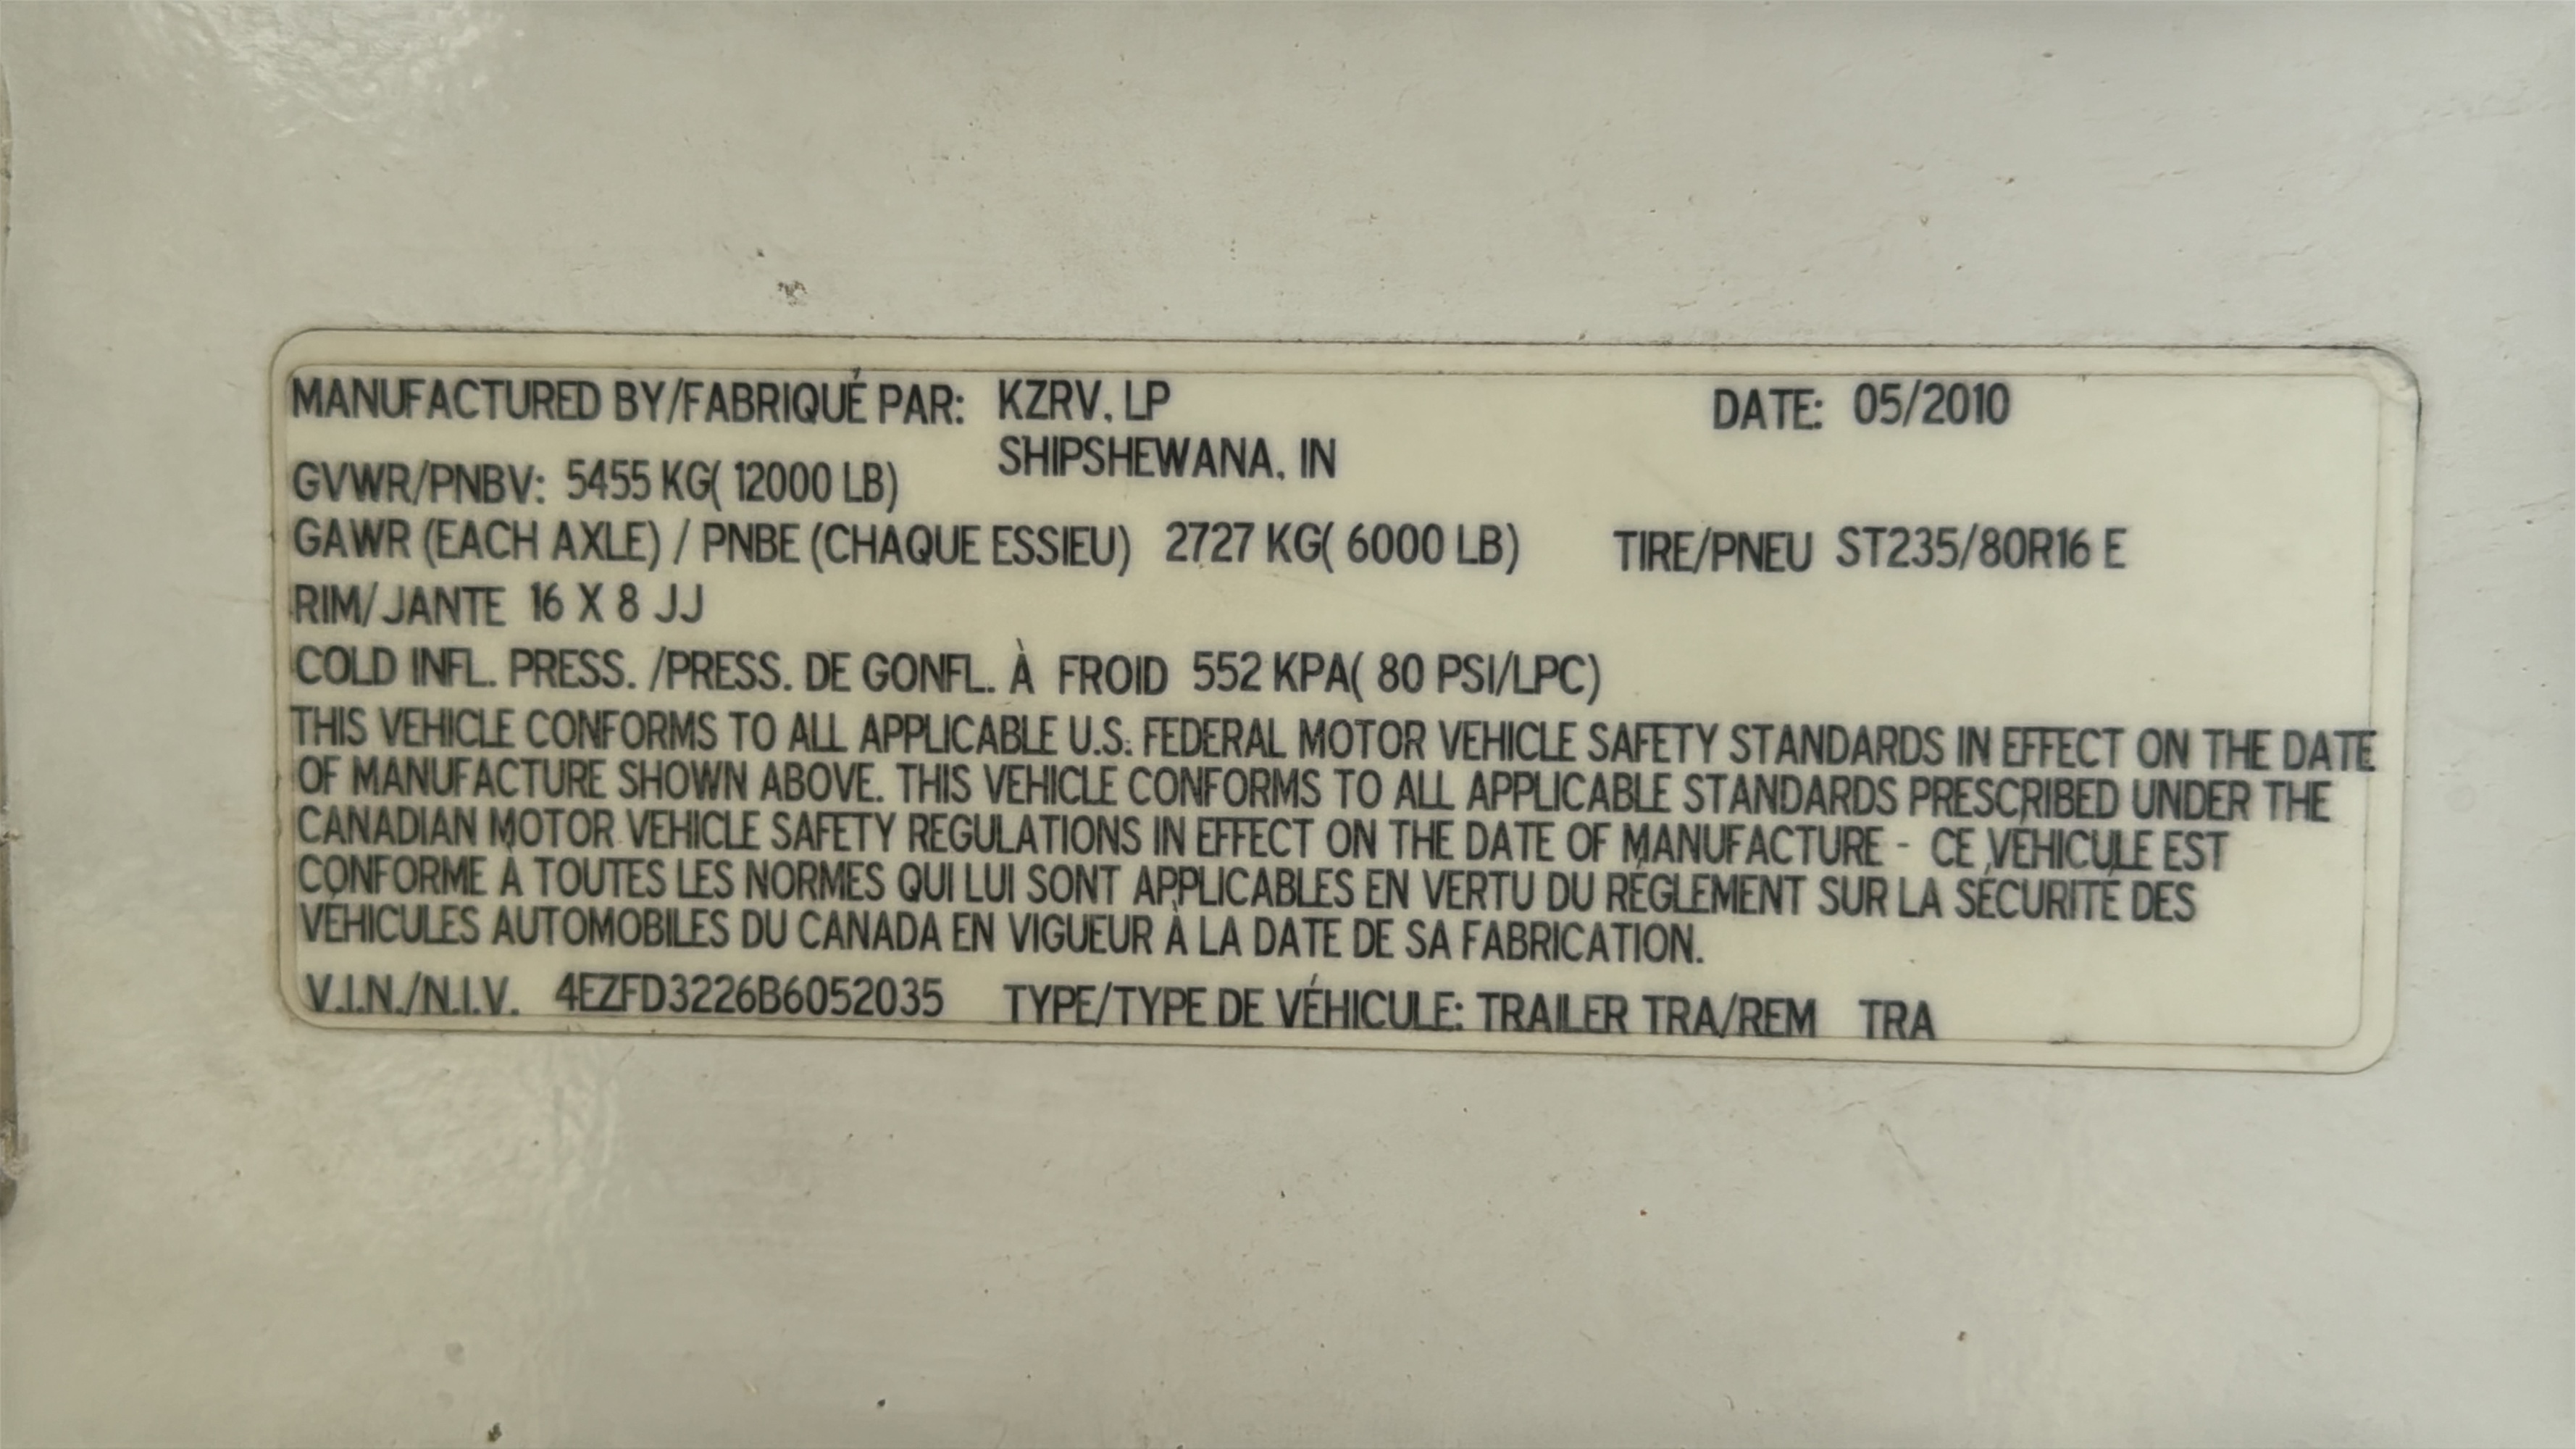 MANUFACTURED BY/FABRIQUÉ PAR: KZRV, LP DATE: 05/2010
SHIPSHEWANA, IN
GVWR/PNBV: 5455 KG( 12000 LB)
GAWR (EACH AXLE) / PNBE (CHAQUE ESSIEU) 2727 KG( 6000 LB) TIRE/PNEU ST235/80R16 E
RIM/JANTE 16 X 8 JJ
COLD INFL. PRESS. /PRESS. DE GONFL. À FROID 552 KPA( 80 PSI/LPC)
THIS VEHICLE CONFORMS TO ALL APPLICABLE U.S. FEDERAL MOTOR VEHICLE SAFETY STANDARDS IN EFFECT ON THE DATE
OF MANUFACTURE SHOWN ABOVE. THIS VEHICLE CONFORMS TO ALL APPLICABLE STANDARDS PRESCRIBED UNDER THE
CANADIAN MOTOR VEHICLE SAFETY REGULATIONS IN EFFECT ON THE DATE OF MANUFACTURE - CE VÉHICULE EST
CONFORME À TOUTES LES NORMES QUI LUI SONT APPLICABLES EN VERTU DU RÈGLEMENT SUR LA SÉCURITÉ DES
VÉHICULES AUTOMOBILES DU CANADA EN VIGUEUR À LA DATE DE SA FABRICATION.
V.I.N./N.I.V. 4EZFD3226B6052035 TYPE/TYPE DE VÉHICULE: TRAILER TRA/REM TRA